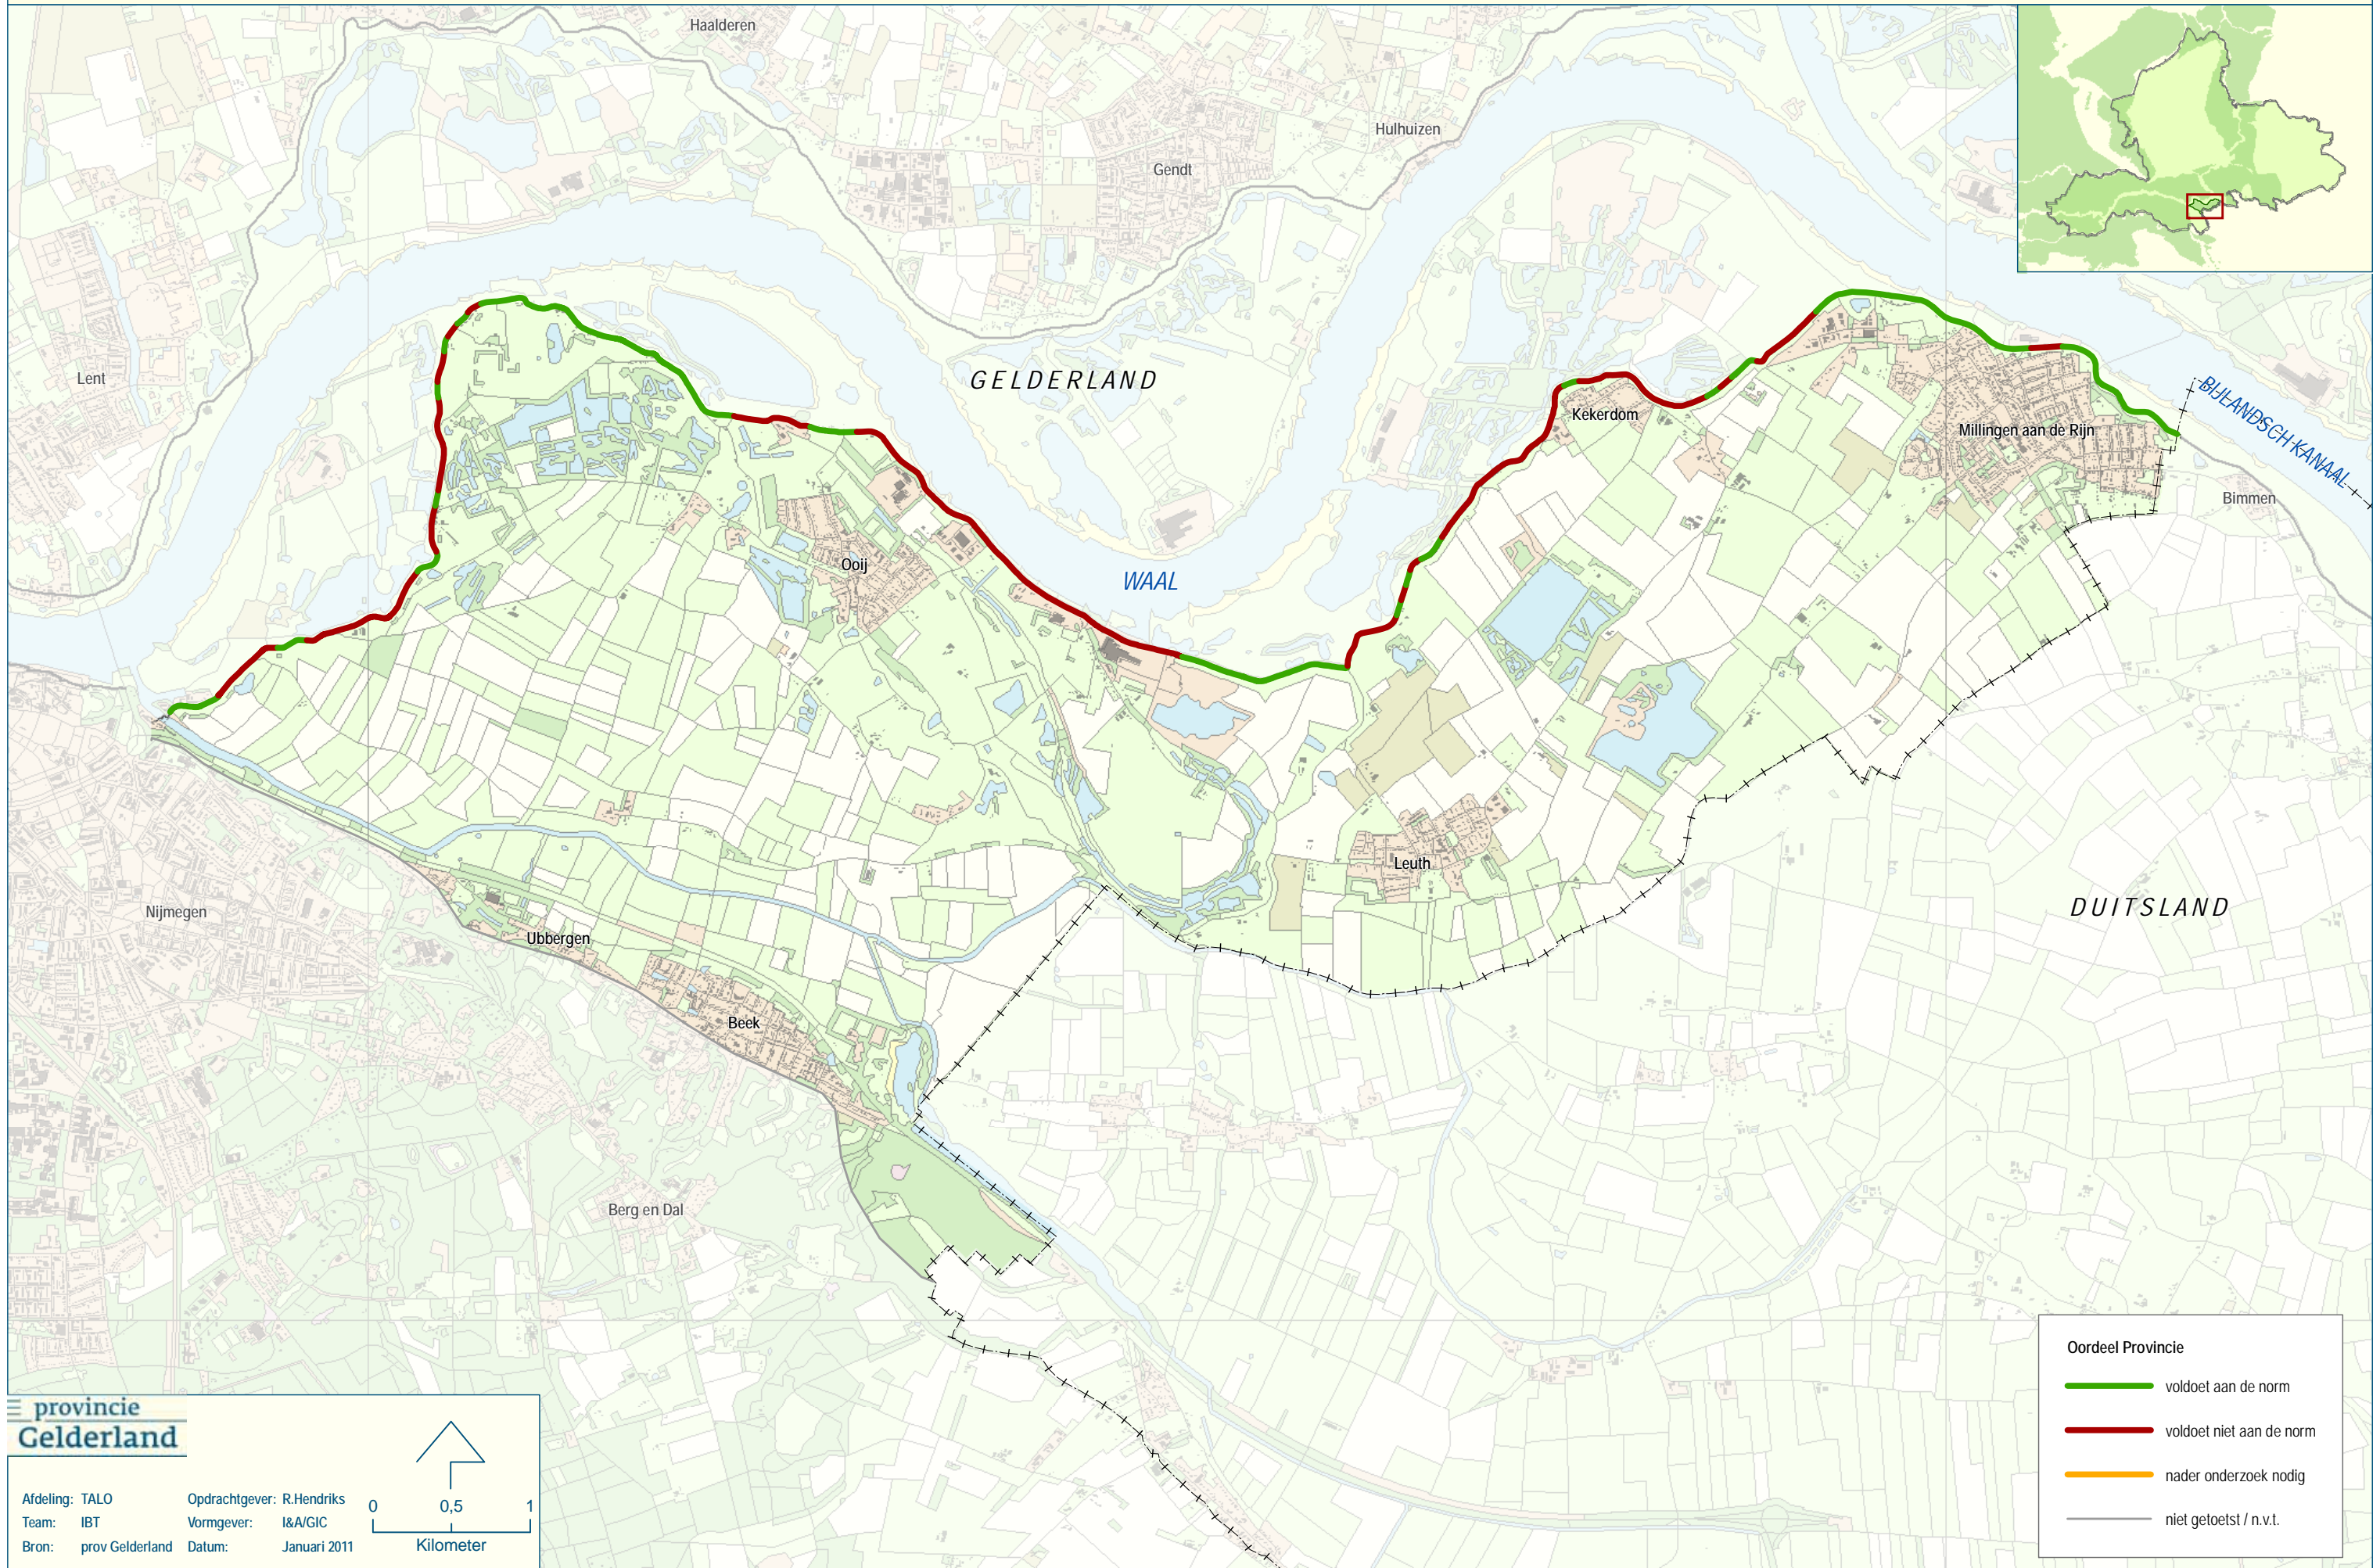 Haalderen
Hulhuizen
Gendt
Lent
GELDERLAND
Kekerdom
Millingen aan de Rijn
BIJLANDSCH-KANAAL
Bimmen
Ooij
WAAL
Leuth
Nijmegen
DUITSLAND
Ubbergen
Beek
Berg en Dal
provincie
Gelderland
Afdeling: TALO Opdrachtgever: R.Hendriks
Team: IBT Vormgever: I&A/GIC
Bron: prov Gelderland Datum: Januari 2011
0 0,5 1
Kilometer
Oordeel Provincie
voldoet aan de norm
voldoet niet aan de norm
nader onderzoek nodig
niet getoetst / n.v.t.